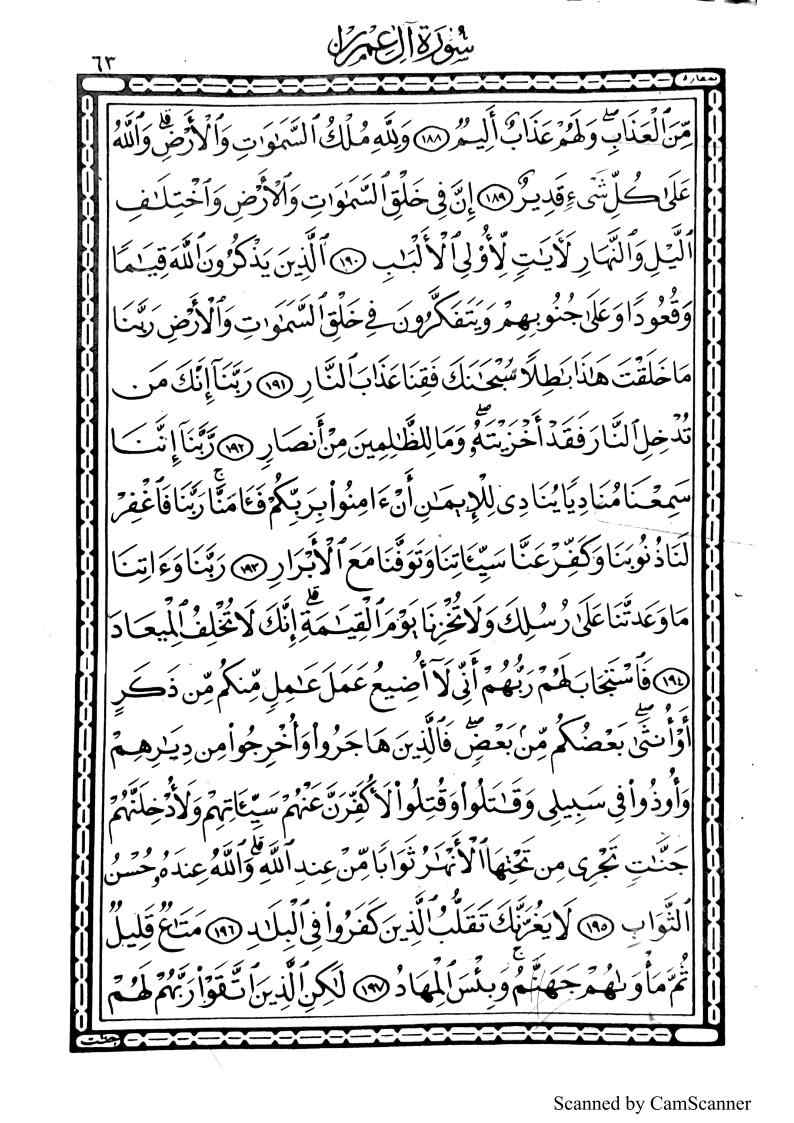 سُورَةُ آلِ عِمْرَٰن
٦٣
بمفازة
مِّنَ ٱلْعَذَابِۖ وَلَهُمْ عَذَابٌ أَلِيمٌ ١٨٨ وَلِلَّهِ مُلْكُ ٱلسَّمَٰوَٰتِ وَٱلْأَرْضِۗ وَٱللَّهُ
عَلَىٰ كُلِّ شَىْءٍ قَدِيرٌ ١٨٩ إِنَّ فِى خَلْقِ ٱلسَّمَٰوَٰتِ وَٱلْأَرْضِ وَٱخْتِلَٰفِ
ٱلَّيْلِ وَٱلنَّهَارِ لَءَايَٰتٍ لِّأُو۟لِى ٱلْأَلْبَٰبِ ١٩٠ ٱلَّذِينَ يَذْكُرُونَ ٱللَّهَ قِيَٰمًا
وَقُعُودًا وَعَلَىٰ جُنُوبِهِمْ وَيَتَفَكَّرُونَ فِى خَلْقِ ٱلسَّمَٰوَٰتِ وَٱلْأَرْضِ رَبَّنَا
مَا خَلَقْتَ هَٰذَا بَٰطِلًا سُبْحَٰنَكَ فَقِنَا عَذَابَ ٱلنَّارِ ١٩١ رَبَّنَآ إِنَّكَ مَن
تُدْخِلِ ٱلنَّارَ فَقَدْ أَخْزَيْتَهُۥۖ وَمَا لِلظَّٰلِمِينَ مِنْ أَنصَارٍ ١٩٢ رَّبَّنَآ إِنَّنَا
سَمِعْنَا مُنَادِيًا يُنَادِى لِلْإِيمَٰنِ أَنْ ءَامِنُوا۟ بِرَبِّكُمْ فَـَٔامَنَّاۚ رَبَّنَا فَٱغْفِرْ
لَنَا ذُنُوبَنَا وَكَفِّرْ عَنَّا سَيِّـَٔاتِنَا وَتَوَفَّنَا مَعَ ٱلْأَبْرَارِ ١٩٣ رَبَّنَا وَءَاتِنَا
مَا وَعَدتَّنَا عَلَىٰ رُسُلِكَ وَلَا تُخْزِنَا يَوْمَ ٱلْقِيَٰمَةِۗ إِنَّكَ لَا تُخْلِفُ ٱلْمِيعَادَ
١٩٤ فَٱسْتَجَابَ لَهُمْ رَبُّهُمْ أَنِّى لَآ أُضِيعُ عَمَلَ عَٰمِلٍ مِّنكُم مِّن ذَكَرٍ
أَوْ أُنثَىٰۖ بَعْضُكُم مِّنۢ بَعْضٍۖ فَٱلَّذِينَ هَاجَرُوا۟ وَأُخْرِجُوا۟ مِن دِيَٰرِهِمْ
وَأُوذُوا۟ فِى سَبِيلِى وَقَٰتَلُوا۟ وَقُتِلُوا۟ لَأُكَفِّرَنَّ عَنْهُمْ سَيِّـَٔاتِهِمْ وَلَأُدْخِلَنَّهُمْ
جَنَّٰتٍ تَجْرِى مِن تَحْتِهَا ٱلْأَنْهَٰرُ ثَوَابًا مِّنْ عِندِ ٱللَّهِۗ وَٱللَّهُ عِندَهُۥ حُسْنُ
ٱلثَّوَابِ ١٩٥ لَا يَغُرَّنَّكَ تَقَلُّبُ ٱلَّذِينَ كَفَرُوا۟ فِى ٱلْبِلَٰدِ ١٩٦ مَتَٰعٌ قَلِيلٌ
ثُمَّ مَأْوَىٰهُمْ جَهَنَّمُۚ وَبِئْسَ ٱلْمِهَادُ ١٩٧ لَٰكِنِ ٱلَّذِينَ ٱتَّقَوْا۟ رَبَّهُمْ لَهُمْ
جنّت
Scanned by CamScanner